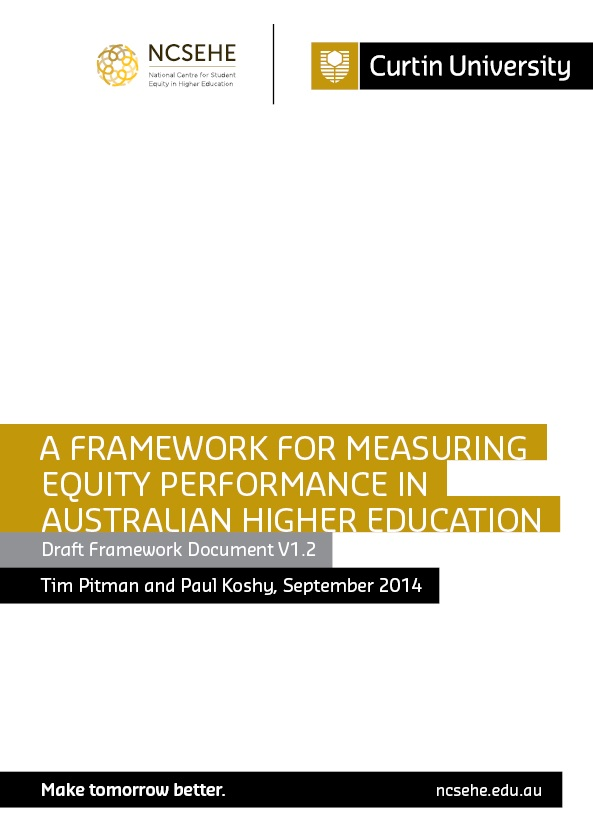 NCSEHE
National Centre for Student
Equity in Higher Education
Curtin University
A FRAMEWORK FOR MEASURING
EQUITY PERFORMANCE IN
AUSTRALIAN HIGHER EDUCATION
Draft Framework Document V1.2
Tim Pitman and Paul Koshy, September 2014
Make tomorrow better.
ncsehe.edu.au